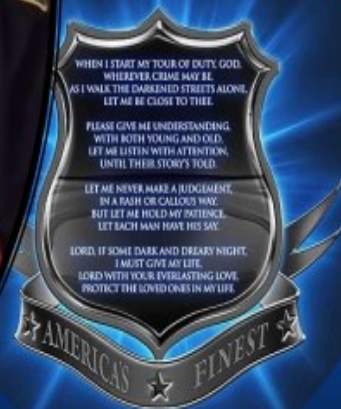 WHEN I START MY TOUR OF DUTY, GOD,
WHEREVER CRIME MAY BE,
AS I WALK THE DARKENED STREETS ALONE,
LET ME BE CLOSE TO THEE.
PLEASE GIVE ME UNDERSTANDING,
WITH BOTH YOUNG AND OLD,
LET ME LISTEN WITH ATTENTION,
UNTIL THEIR STORY'S TOLD.
LET ME NEVER MAKE A JUDGEMENT,
IN A RASH OR CALLOUS WAY,
BUT LET ME HOLD MY PATIENCE,
LET EACH MAN HAVE HIS SAY.
LORD, IF SOME DARK AND DREARY NIGHT,
I MUST GIVE MY LIFE,
LORD WITH YOUR EVERLASTING LOVE,
PROTECT THE LOVED ONES IN MY LIFE.
AMERICA'S FINEST